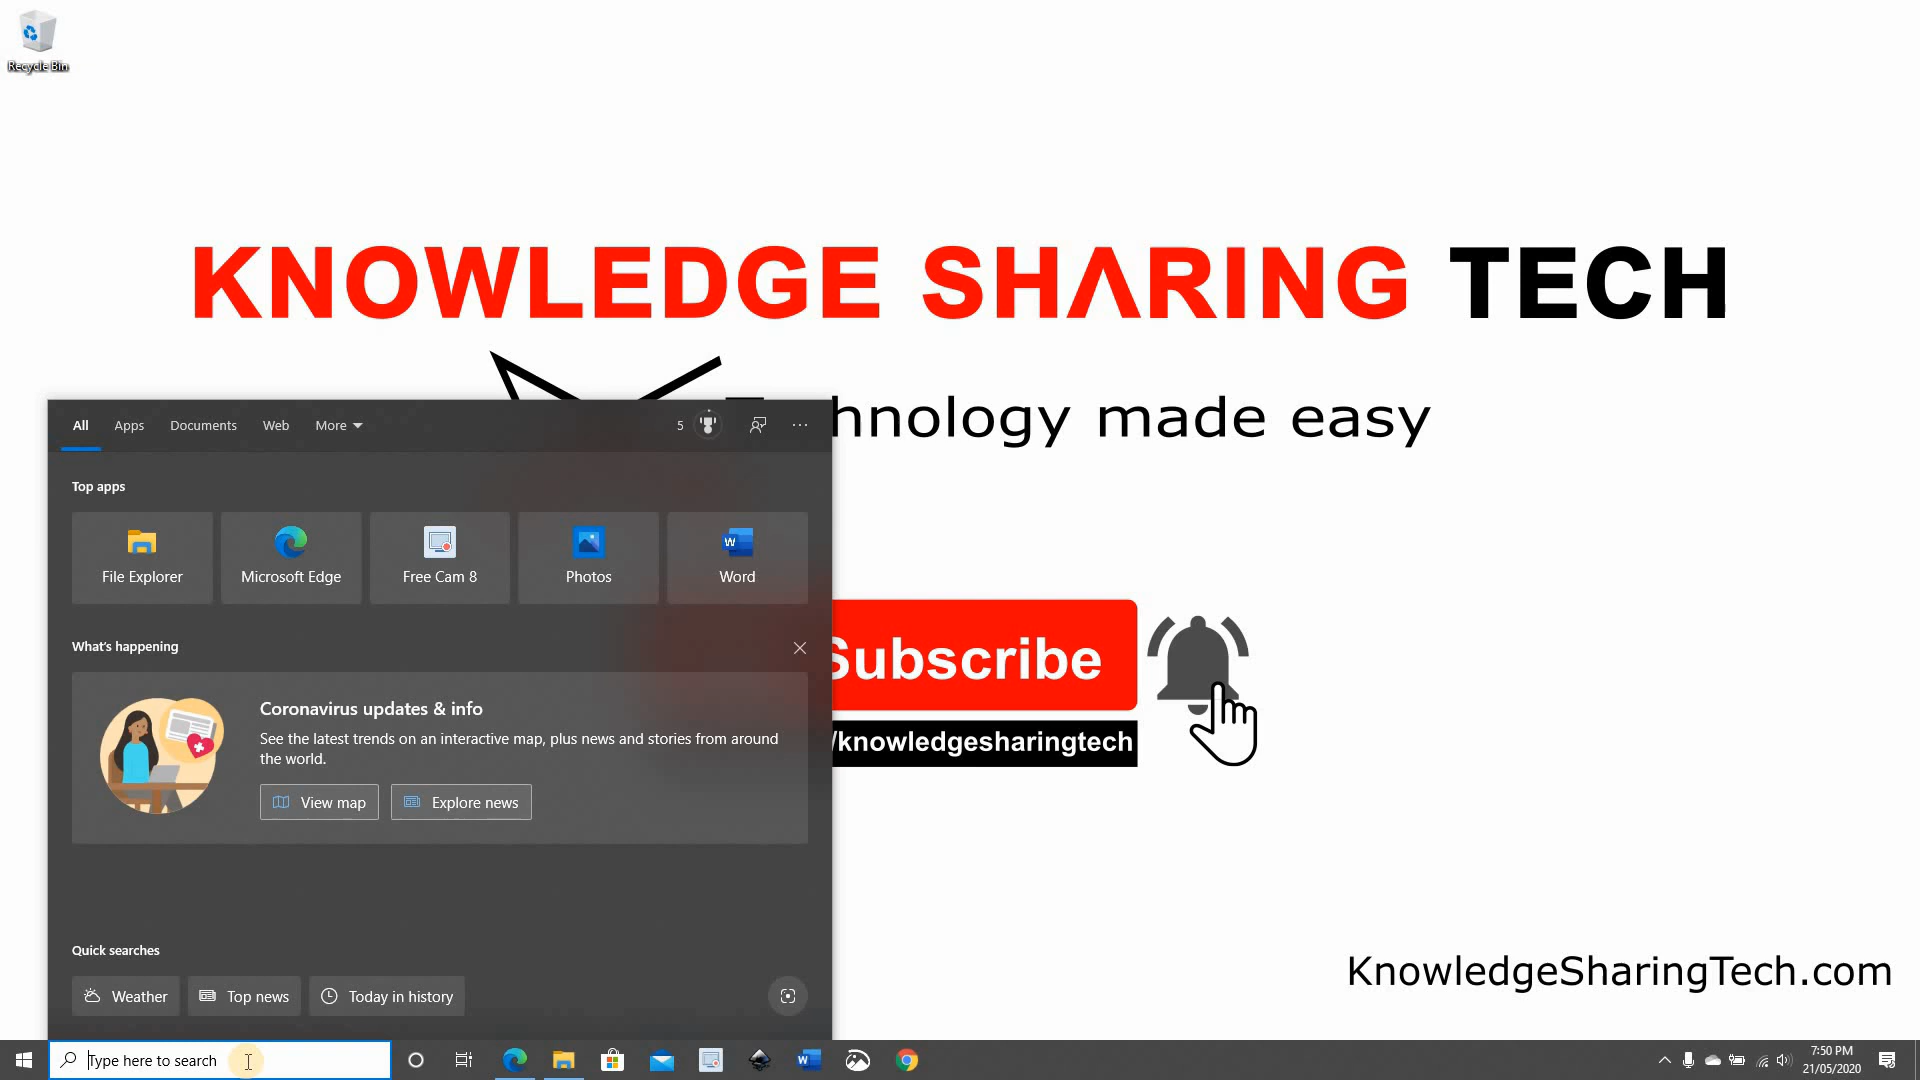 Recycle Bin
KNOWLEDGE SHARING TECH
hnology made easy
All Apps Documents Web More 5
Top apps
File Explorer Microsoft Edge Free Cam 8 Photos Word
What's happening
Coronavirus updates & info
See the latest trends on an interactive map, plus news and stories from around
the world.
View map Explore news
Subscribe
/knowledgesharingtech
Quick searches
Weather Top news Today in history
KnowledgeSharingTech.com
Type here to search
7:50 PM
21/05/2020